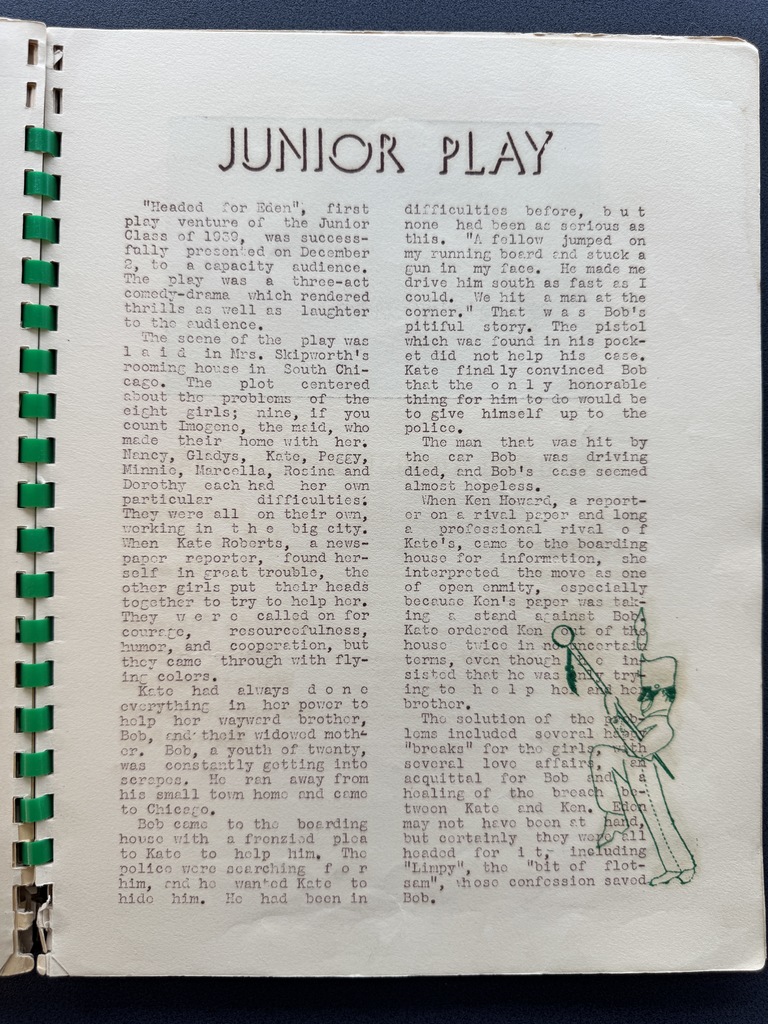 JUNIOR PLAY
"Headed for Eden", first
play venture of the Junior
Class of 1939, was success-
fully presented on December
2, to a capacity audience.
The play was a three-act
comedy-drama which rendered
thrills as well as laughter
to the audience.
The scene of the play was
l a i d in Mrs. Skipworth's
rooming house in South Chi-
cago. The plot centered
about the problems of the
eight girls; nine, if you
count Imogene, the maid, who
made their home with her.
Nancy, Gladys, Kate, Peggy,
Minnie, Marcella, Rosina and
Dorothy each had her own
particular difficulties.
They were all on their own,
working in t h e big city.
When Kate Roberts, a news-
paper reporter, found her-
self in great trouble, the
other girls put their heads
together to try to help her.
They w e r e called on for
courage, resourcefulness,
humor, and cooperation, but
they came through with fly-
ing colors.
Kate had always d o n e
everything in her power to
help her wayward brother,
Bob, and their widowed moth-
er. Bob, a youth of twenty,
was constantly getting into
scrapes. He ran away from
his small town home and came
to Chicago.
Bob came to the boarding
house with a frenzied plea
to Kate to help him. The
police were searching f o r
him, and he wanted Kate to
hide him. He had been in
difficulties before, b u t
none had been as serious as
this. "A fellow jumped on
my running board and stuck a
gun in my face. He made me
drive him south as fast as I
could. We hit a man at the
corner." That w a s Bob's
pitiful story. The pistol
which was found in his pock-
et did not help his case.
Kate finally convinced Bob
that the o n l y honorable
thing for him to do would be
to give himself up to the
police.
The man that was hit by
the car Bob was driving
died, and Bob's case seemed
almost hopeless.
When Ken Howard, a report-
er on a rival paper and long
a professional rival o f
Kate's, came to the boarding
house for information, she
interpreted the move as one
of open enmity, especially
because Ken's paper was tak-
ing a stand against Bob.
Kate ordered Ken out of the
house twice in no uncertain
terms, even though he in-
sisted that he was only try-
ing to h e l p her and her
brother.
The solution of the prob-
lems included several happy
"breaks" for the girls, with
several love affairs, an
acquittal for Bob and a
healing of the breach be-
tween Kate and Ken. Eden
may not have been at hand,
but certainly they were all
headed for i t, including
"Limpy", the "bit of flot-
sam", whose confession saved
Bob.